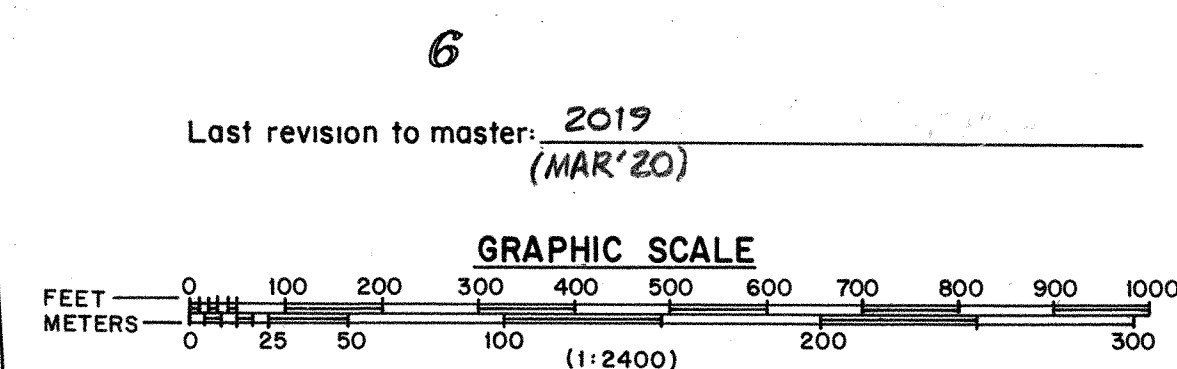 6
Last revision to master: 2019
(MAR'20)
GRAPHIC SCALE
0 100 200 300 400 500 600 700 800 900 1000
FEET
METERS
0 25 50 100 200 300
(1:2400)